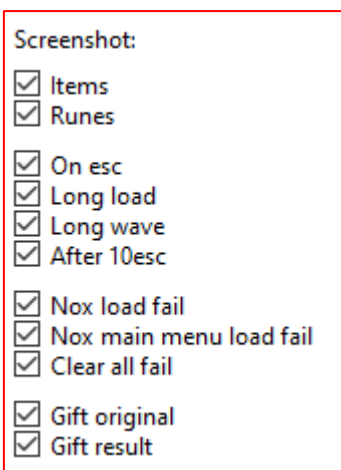 Screenshot:
Items
Runes
On esc
Long load
Long wave
After 10esc
Nox load fail
Nox main menu load fail
Clear all fail
Gift original
Gift result